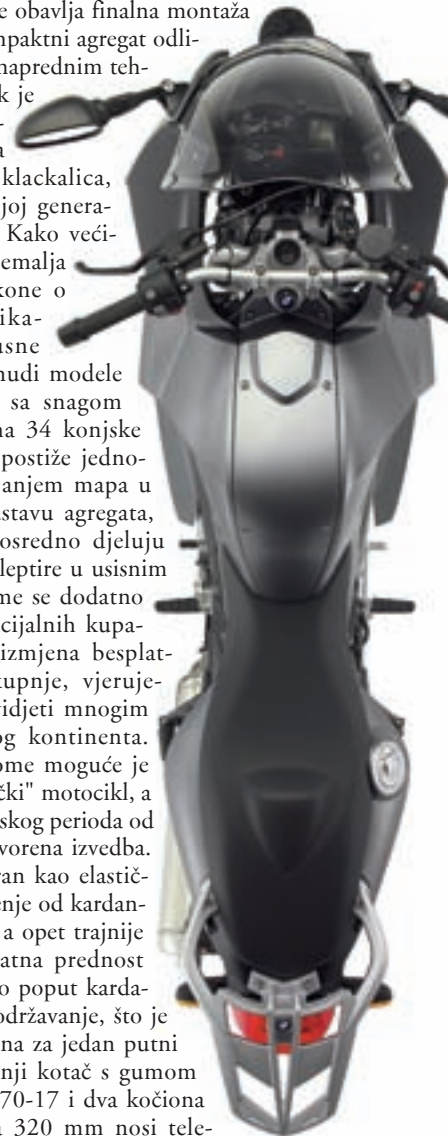 e obavlja finalna montaža
mpaktni agregat odli-
naprednim teh-
k je
-
a
klackalica,
joj genera-
Kako veći-
emalja
kone o
ika-
usne
nudi modele
sa snagom
na 34 konjske
postiže jedno-
anjem mapa u
stavu agregata,
osredno djeluju
leptire u usisnim
me se dodatno
cijalnih kupa-
izmjena besplat-
kupnje, vjeruje-
idjeti mnogim
og kontinenta.
ome moguće je
čki" motocikl, a
skog perioda od
vorena izvedba.
ran kao elastič-
enje od kardan-
a opet trajnije
atna prednost
o poput karda-
održavanje, što je
na za jedan putni
nji kotač s gumom
70-17 i dva kočiona
a 320 mm nosi tele-